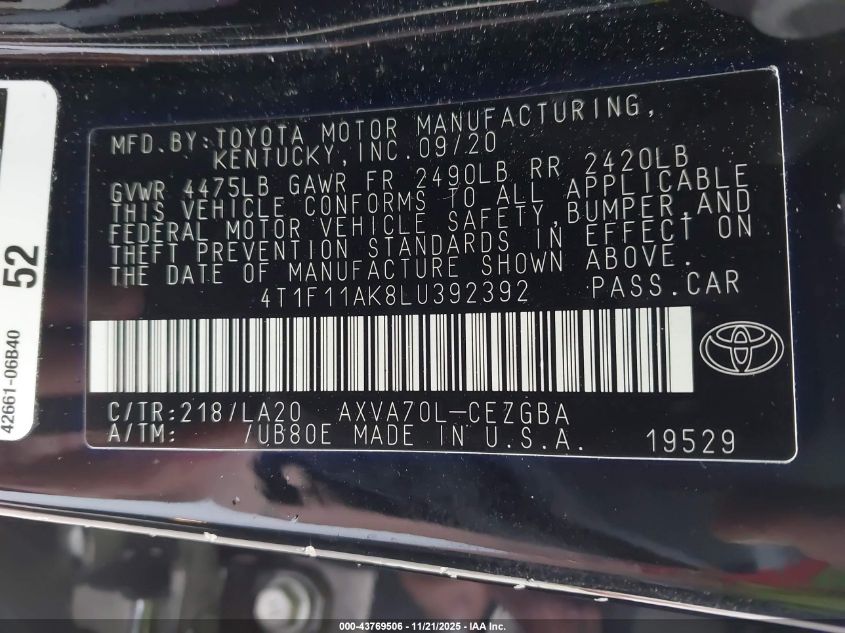 MFD. BY: TOYOTA MOTOR MANUFACTURING,
KENTUCKY, INC. 09/20
GVWR 4475LB GAWR FR 2490LB RR 2420LB
THIS VEHICLE CONFORMS TO ALL APPLICABLE
FEDERAL MOTOR VEHICLE SAFETY, BUMPER, AND
THEFT PREVENTION STANDARDS IN EFFECT ON
THE DATE OF MANUFACTURE SHOWN ABOVE.
4T1F11AK8LU392392 PASS.CAR
C/TR: 218/LA20 AXVA70L-CEZGBA
A/TM: /UB80E MADE IN U.S.A. 19529
52
42661-06B40
000-43769506 - 11/21/2025 - IAA Inc.